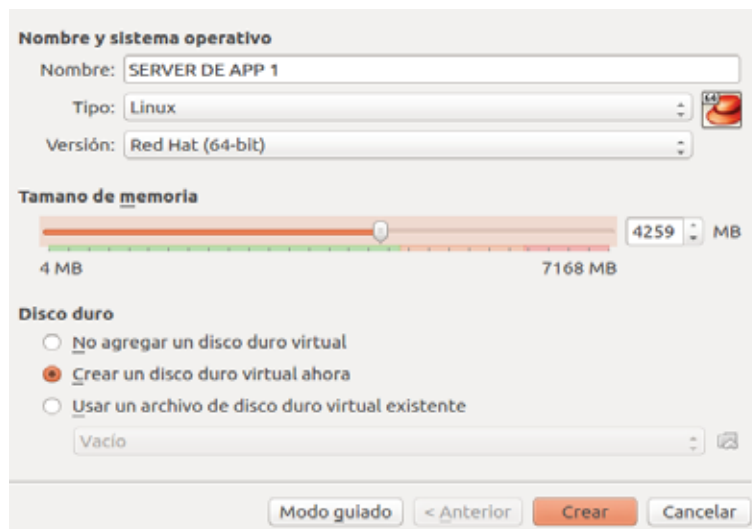 Nombre y sistema operativo
Nombre: SERVER DE APP 1
Tipo: Linux
64
Versión: Red Hat (64-bit)
Tamano de memoria
4259 MB
4 MB 7168 MB
Disco duro
No agregar un disco duro virtual
Crear un disco duro virtual ahora
Usar un archivo de disco duro virtual existente
Vacío
Modo guiado < Anterior Crear Cancelar